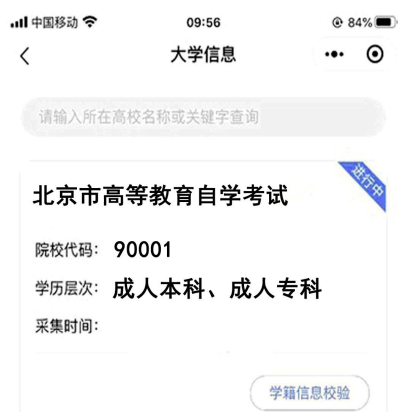 中国移动 09:56 84%
大学信息
请输入所在高校名称或关键字查询
进行中
北京市高等教育自学考试
院校代码： 90001
学历层次： 成人本科、成人专科
采集时间：
学籍信息校验